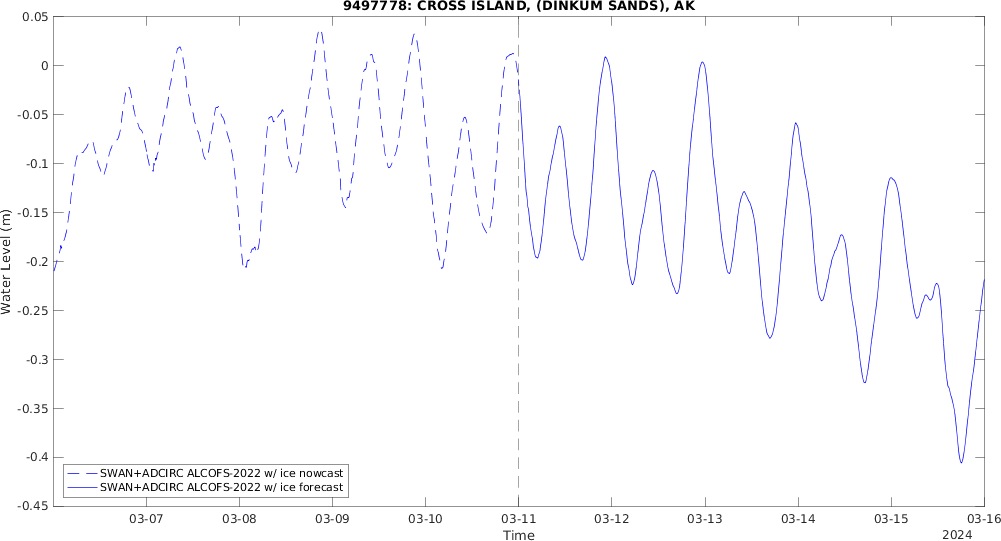 9497778: CROSS ISLAND, (DINKUM SANDS), AK
0.05
0
-0.05
-0.1
-0.15
-0.2
-0.25
-0.3
-0.35
-0.4
-0.45
Water Level (m)
SWAN+ADCIRC ALCOFS-2022 w/ ice nowcast
SWAN+ADCIRC ALCOFS-2022 w/ ice forecast
03-07 03-08 03-09 03-10 03-11 03-12 03-13 03-14 03-15 03-16
Time
2024